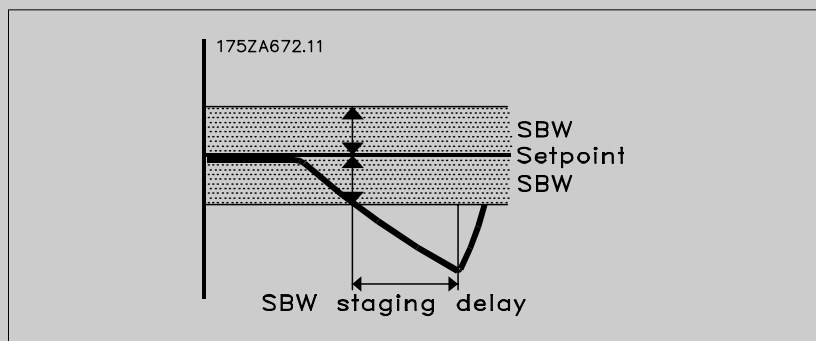 175ZA672.11
SBW
Setpoint
SBW
SBW staging delay